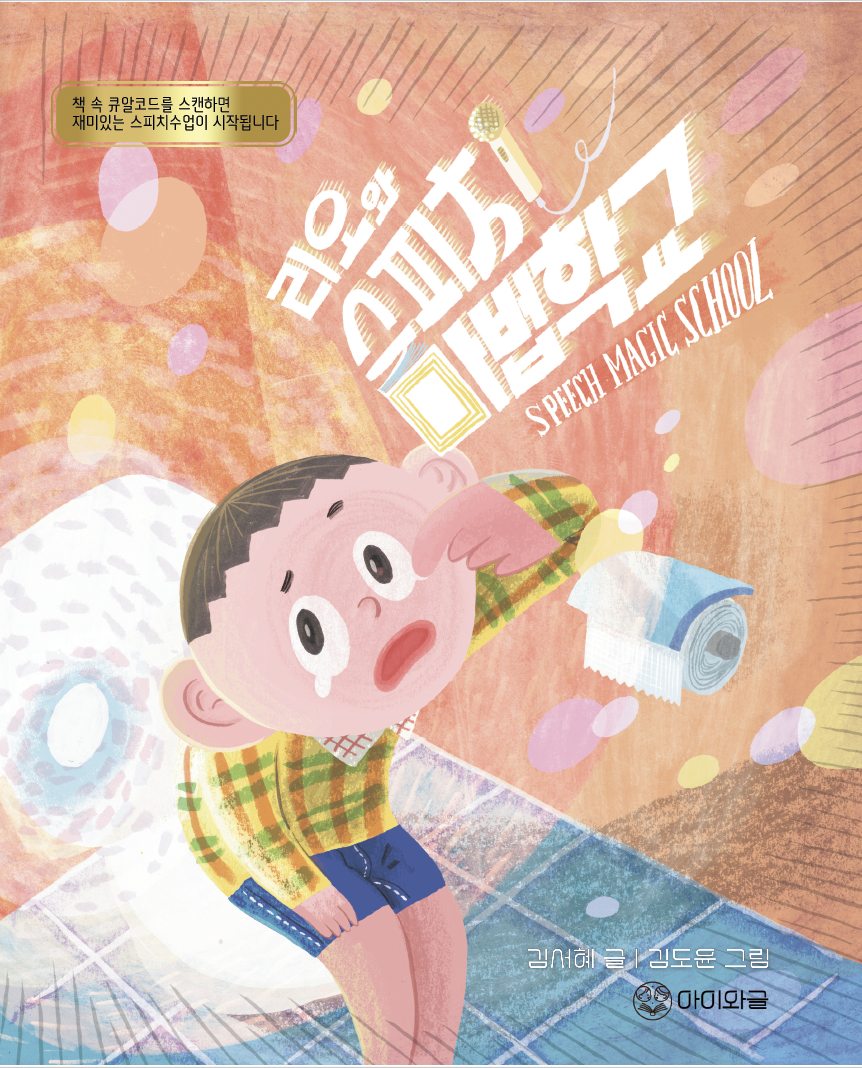 책 속 큐알코드를 스캔하면
재미있는 스피치수업이 시작됩니다
리오와
스피치
마법학교
SPEECH MAGIC SCHOOL
김서혜 글 | 김도윤 그림
아이와글